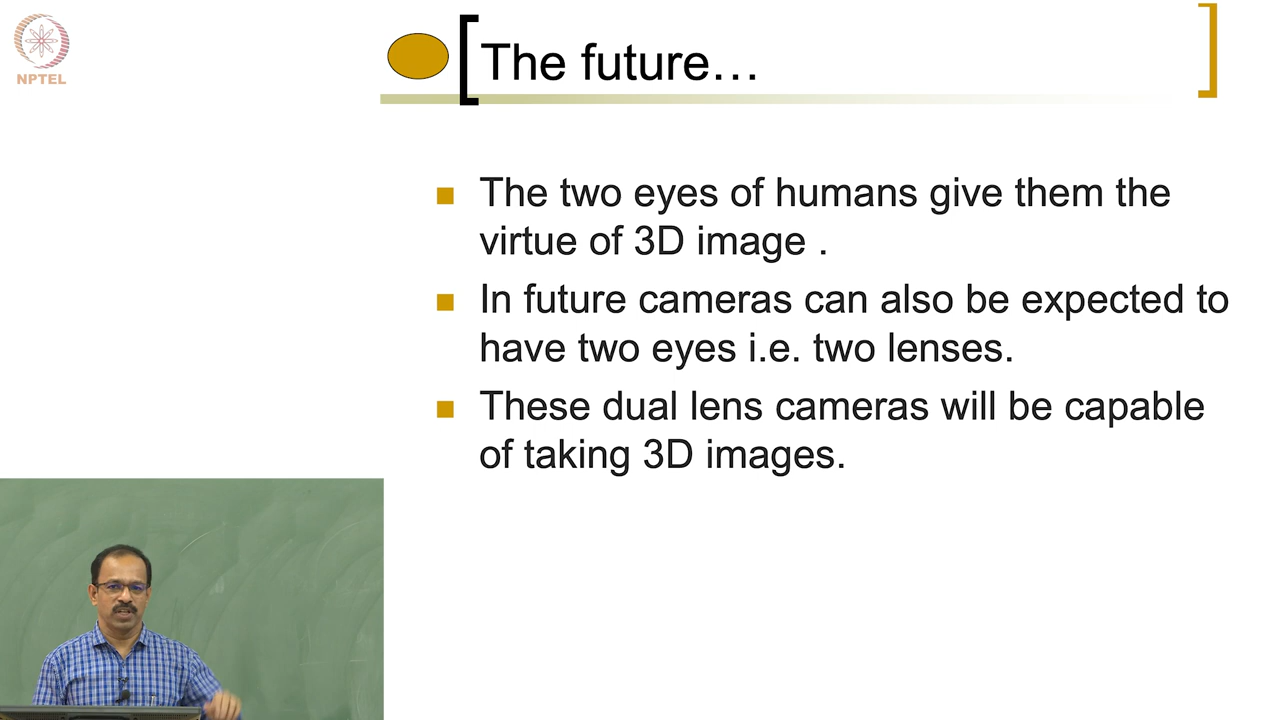 NPTEL
The future…
The two eyes of humans give them the
virtue of 3D image .
In future cameras can also be expected to
have two eyes i.e. two lenses.
These dual lens cameras will be capable
of taking 3D images.